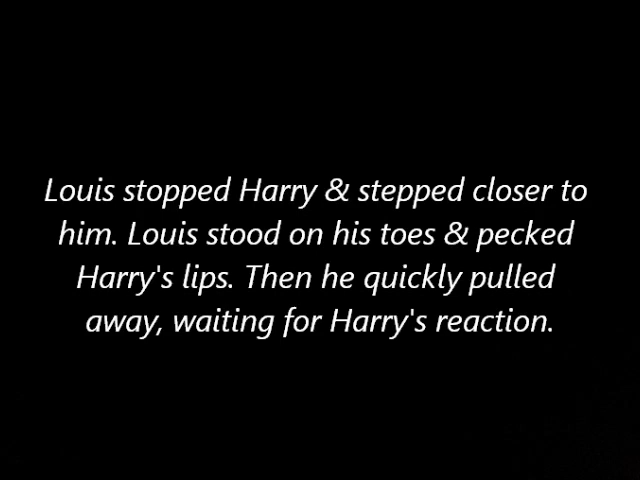 Louis stopped Harry & stepped closer to
him. Louis stood on his toes & pecked
Harry's lips. Then he quickly pulled
away, waiting for Harry's reaction.